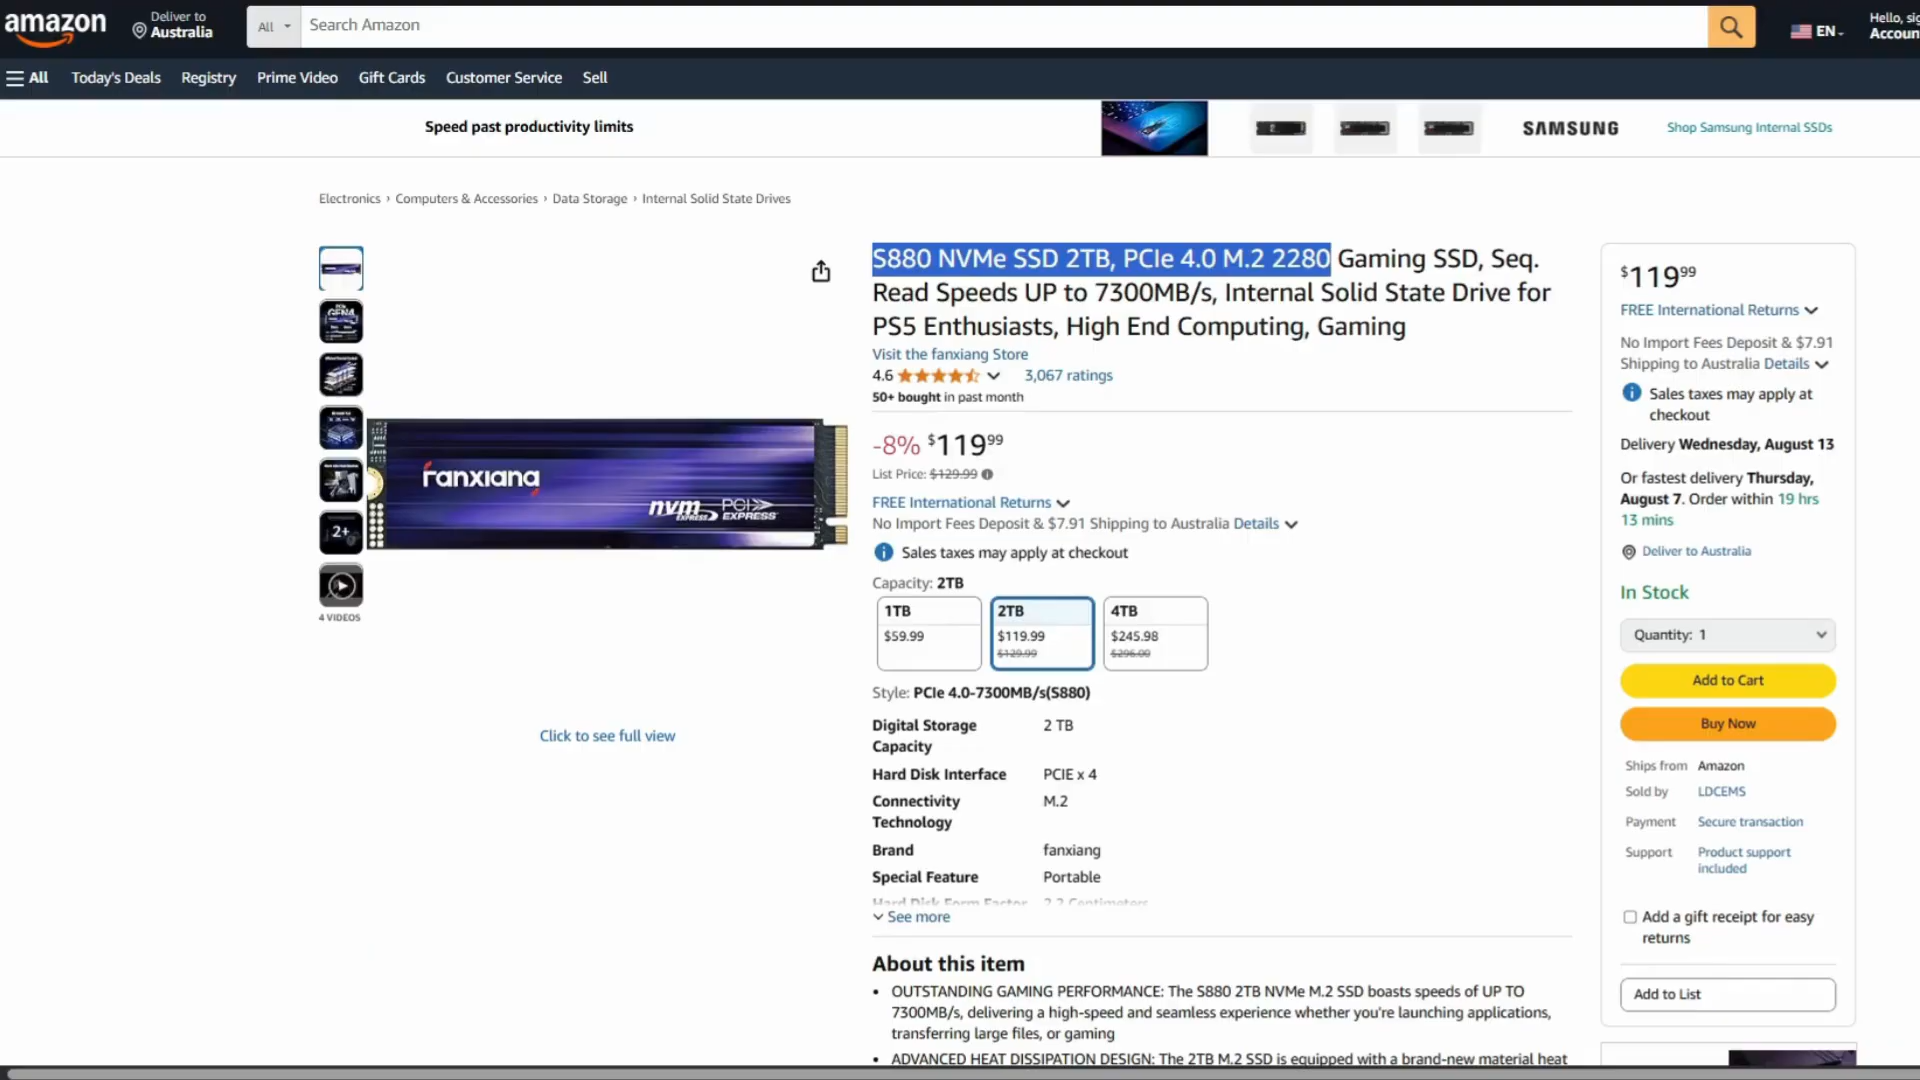 amazon
Deliver to
Australia
All
Search Amazon
EN
Hello, sig
Accoun
All
Today's Deals
Registry
Prime Video
Gift Cards
Customer Service
Sell
Speed past productivity limits
SAMSUNG
Shop Samsung Internal SSDs
Electronics › Computers & Accessories › Data Storage › Internal Solid State Drives
S880 NVMe SSD 2TB, PCIe 4.0 M.2 2280 Gaming SSD, Seq.
Read Speeds UP to 7300MB/s, Internal Solid State Drive for
PS5 Enthusiasts, High End Computing, Gaming
Visit the fanxiang Store
4.6
3,067 ratings
50+ bought in past month
-8% $119.99
List Price: $129.99
FREE International Returns
No Import Fees Deposit & $7.91 Shipping to Australia Details
Sales taxes may apply at checkout
Capacity: 2TB
1TB
$59.99
2TB
$119.99
$129.99
4TB
$245.98
$296.00
Style: PCIe 4.0-7300MB/s(S880)
Digital Storage
Capacity
2 TB
Hard Disk Interface
PCIE x 4
Connectivity
Technology
M.2
Brand
fanxiang
Special Feature
Portable
Hard Disk Form Factor
2.2 Centimeters
See more
About this item
• OUTSTANDING GAMING PERFORMANCE: The S880 2TB NVMe M.2 SSD boasts speeds of UP TO
7300MB/s, delivering a high-speed and seamless experience whether you're launching applications,
transferring large files, or gaming
• ADVANCED HEAT DISSIPATION DESIGN: The 2TB M.2 SSD is equipped with a brand-new material heat
2+
4 VIDEOS
fanxiang
nvm
EXPRESS
PCI
EXPRESS
Click to see full view
$119.99
FREE International Returns
No Import Fees Deposit & $7.91
Shipping to Australia Details
Sales taxes may apply at
checkout
Delivery Wednesday, August 13
Or fastest delivery Thursday,
August 7. Order within 19 hrs
13 mins
Deliver to Australia
In Stock
Quantity: 1
Add to Cart
Buy Now
Ships from
Amazon
Sold by
LDCEMS
Payment
Secure transaction
Support
Product support
included
Add a gift receipt for easy
returns
Add to List